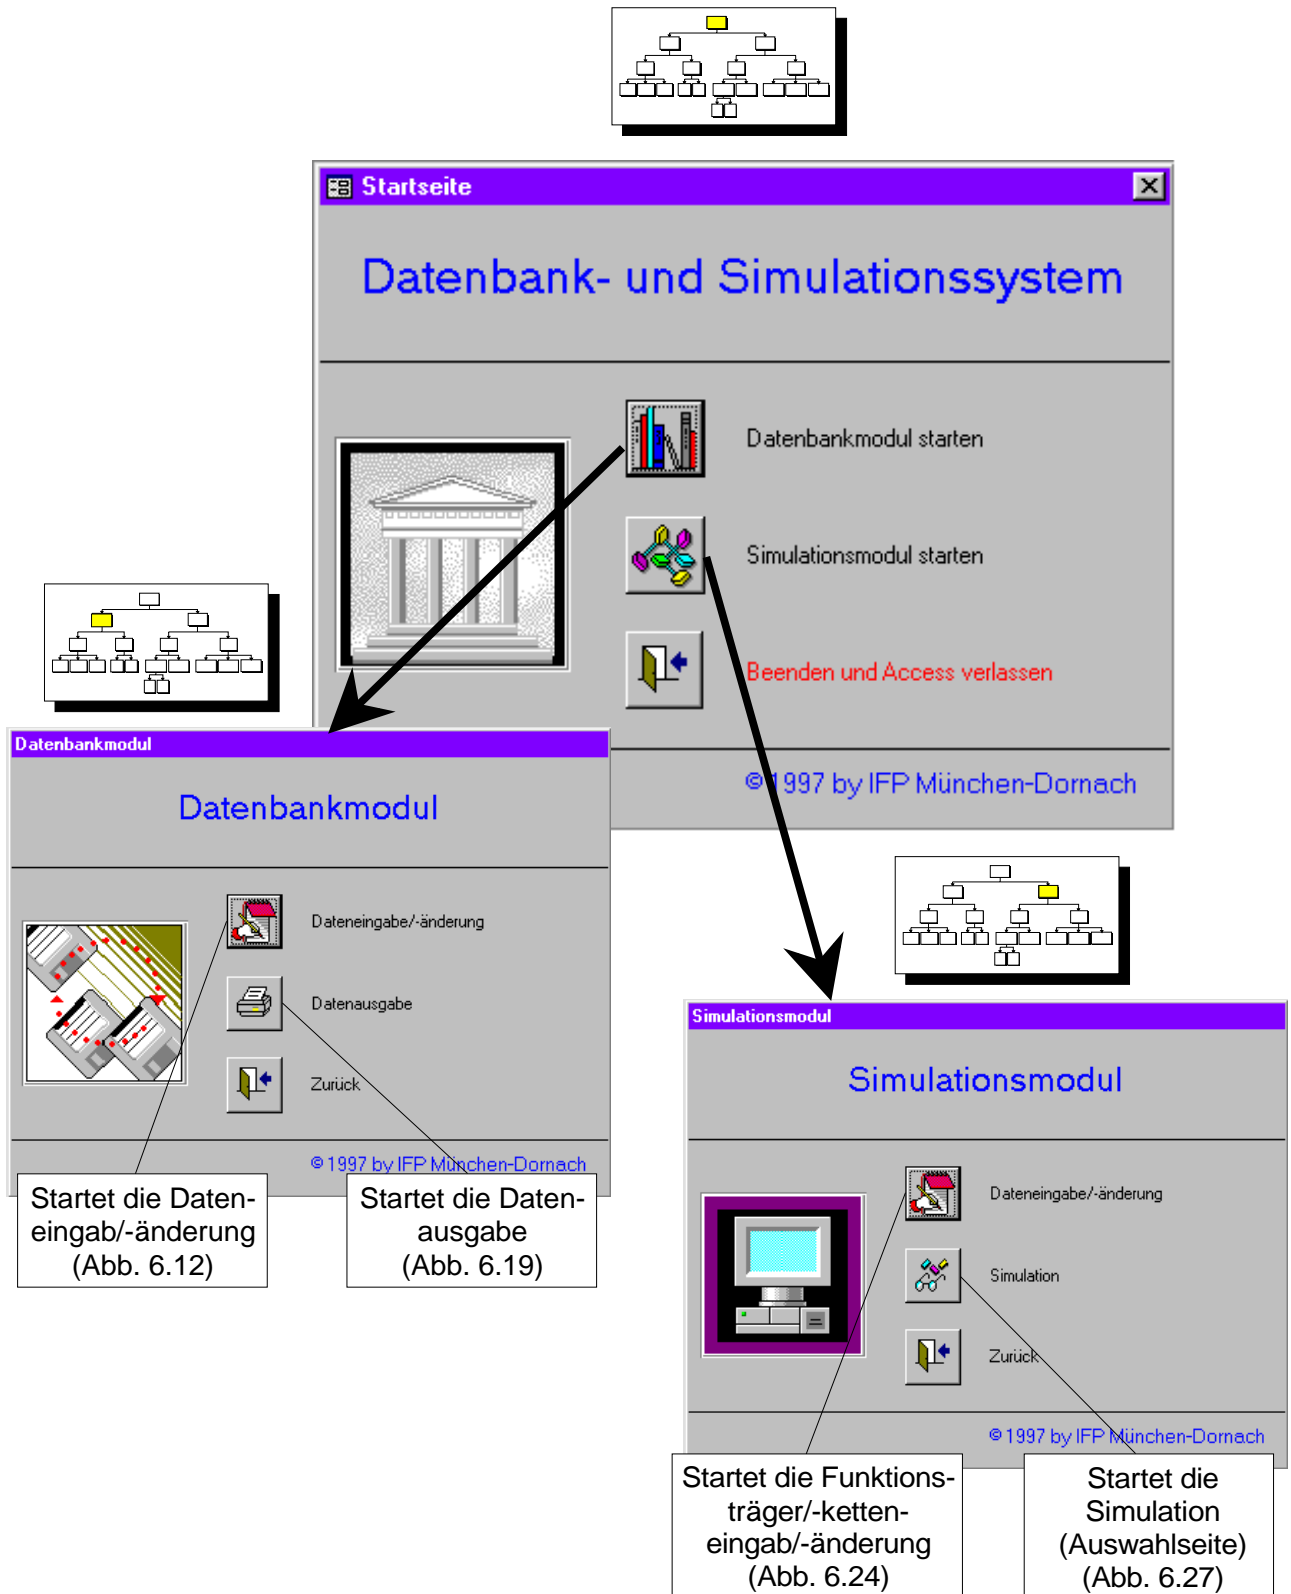 Startseite
Datenbank- und Simulationssystem
Datenbankmodul starten
Simulationsmodul starten
Beenden und Access verlassen
© 1997 by IFP München-Dornach
Datenbankmodul
Datenbankmodul
Dateneingabe/-änderung
Datenausgabe
Zurück
© 1997 by IFP München-Dornach
Startet die Daten-
eingab/-änderung
(Abb. 6.12)
Startet die Daten-
ausgabe
(Abb. 6.19)
Simulationsmodul
Simulationsmodul
Dateneingabe/-änderung
Simulation
Zurück
© 1997 by IFP München-Dornach
Startet die Funktions-
träger/-ketten-
eingab/-änderung
(Abb. 6.24)
Startet die
Simulation
(Auswahlseite)
(Abb. 6.27)